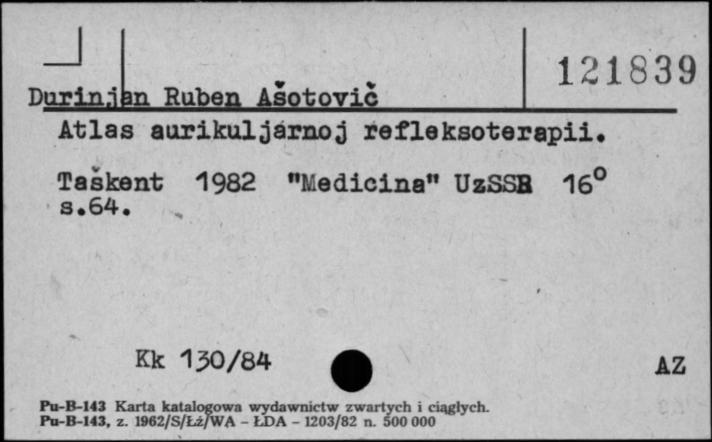 121839
Durinjan Ruben Ašotovič
Atlas aurikuljarnoj refleksoterapii.
Taškent 1982 "Medicina" UzSSR 16°
s.64.
Kk 130/84
AZ
Pu-B-143 Karta katalogowa wydawnictw zwartych i ciągłych.
Pu-B-143, z. 1962/S/Łż/WA - ŁDA - 1203/82 n. 500 000